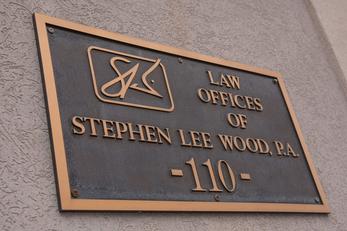 LAW
OFFICES
OF
STEPHEN LEE WOOD, P.A.
-110-